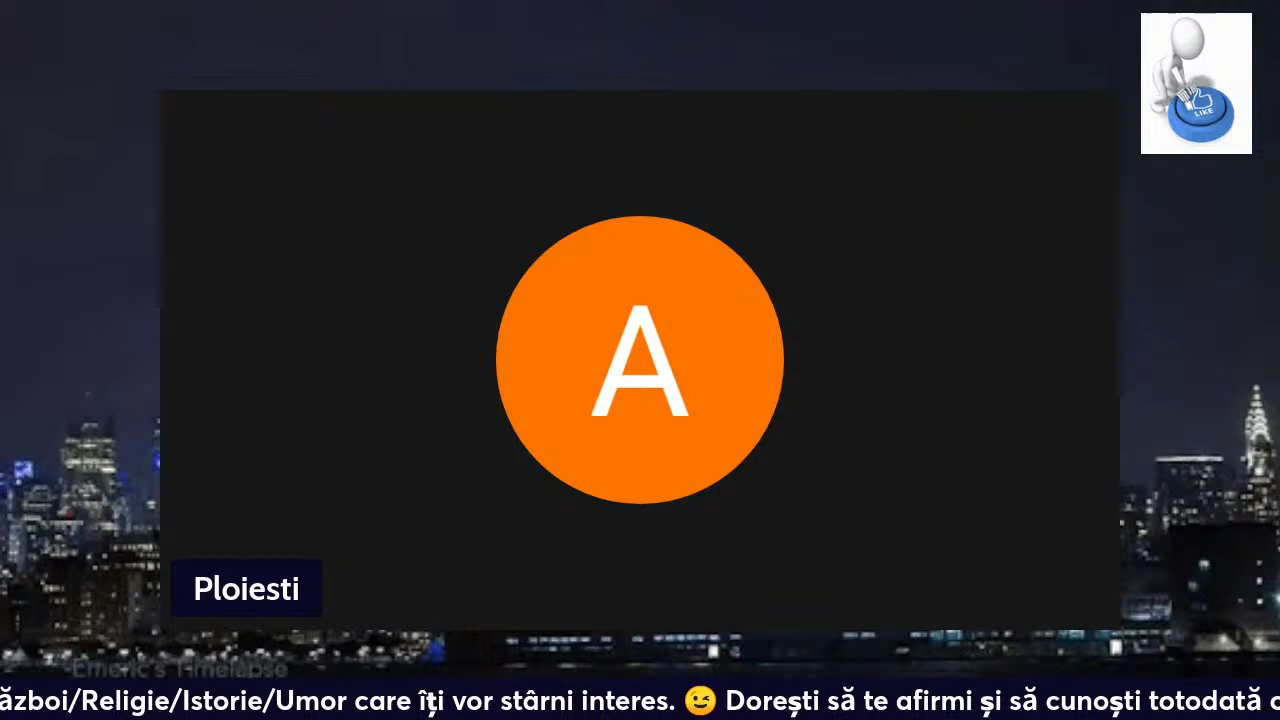 LIKE
A
Ploiesti
Emeric's Timelapse
ăzboi/Religie/Istorie/Umor care îți vor stârni interes. 😉 Dorești să te afirmi și să cunoști totodată